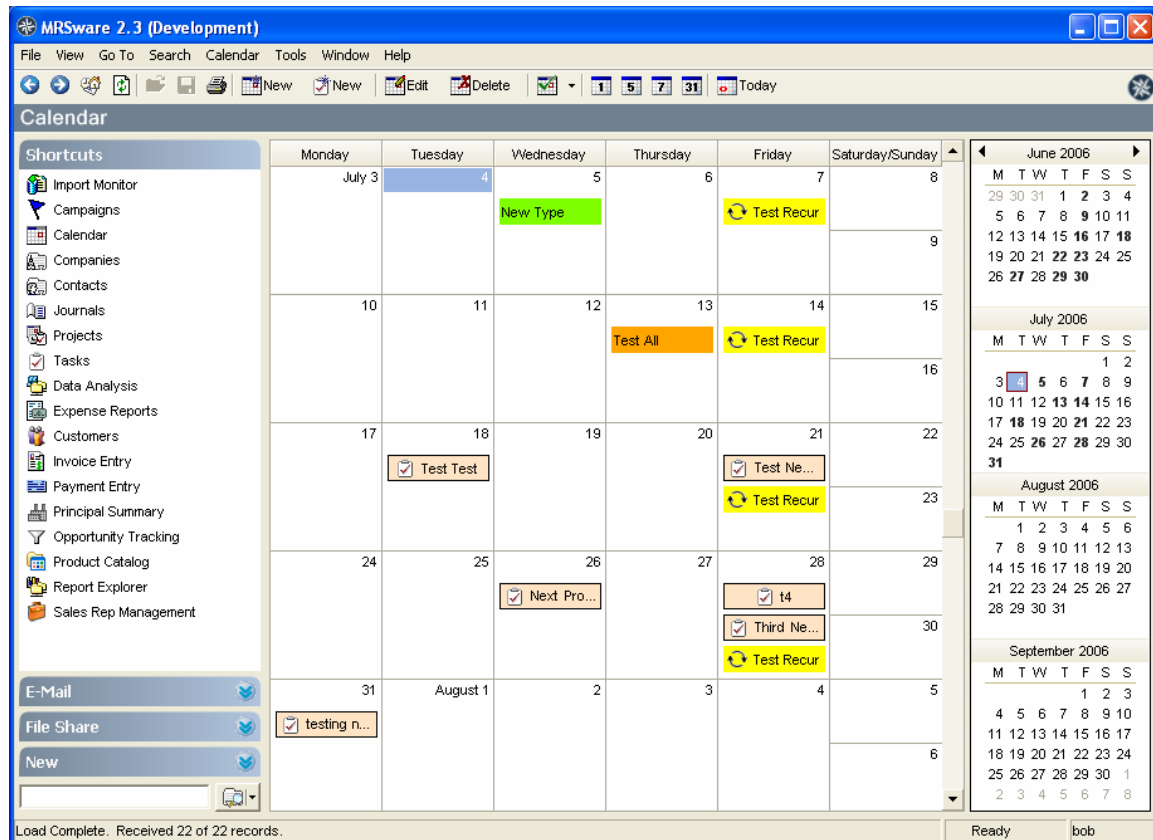 MRSware 2.3 (Development)
File View Go To Search Calendar Tools Window Help
New New Edit Delete 1 5 7 31 Today
Calendar
Shortcuts
Import Monitor
Campaigns
Calendar
Companies
Contacts
Journals
Projects
Tasks
Data Analysis
Expense Reports
Customers
Invoice Entry
Payment Entry
Principal Summary
Opportunity Tracking
Product Catalog
Report Explorer
Sales Rep Management
E-Mail
File Share
New
Monday Tuesday Wednesday Thursday Friday Saturday/Sunday
July 3 4 5 6 7 8
New Type Test Recur
9
10 11 12 13 14 15
Test All Test Recur
16
17 18 19 20 21 22
Test Test Test Ne...
Test Recur 23
24 25 26 27 28 29
Next Pro... t4
Third Ne... 30
Test Recur
31 August 1 2 3 4 5
testing n...
6
June 2006
M T W T F S S
29 30 31 1 2 3 4
5 6 7 8 9 10 11
12 13 14 15 16 17 18
19 20 21 22 23 24 25
26 27 28 29 30
July 2006
M T W T F S S
1 2
3 4 5 6 7 8 9
10 11 12 13 14 15 16
17 18 19 20 21 22 23
24 25 26 27 28 29 30
31
August 2006
M T W T F S S
1 2 3 4 5 6
7 8 9 10 11 12 13
14 15 16 17 18 19 20
21 22 23 24 25 26 27
28 29 30 31
September 2006
M T W T F S S
1 2 3
4 5 6 7 8 9 10
11 12 13 14 15 16 17
18 19 20 21 22 23 24
25 26 27 28 29 30 1
2 3 4 5 6 7 8
Load Complete. Received 22 of 22 records. Ready bob